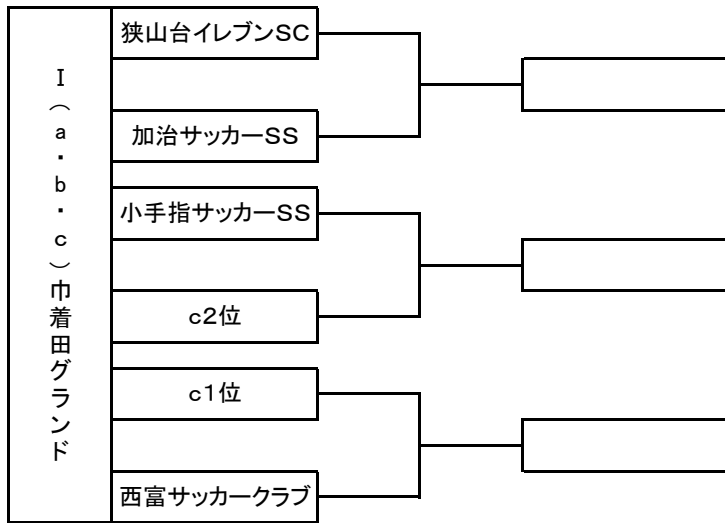 I（a・b・c）巾着田グランド
狭山台イレブンSC
加治サッカーSS
小手指サッカーSS
c2位
c1位
西富サッカークラブ